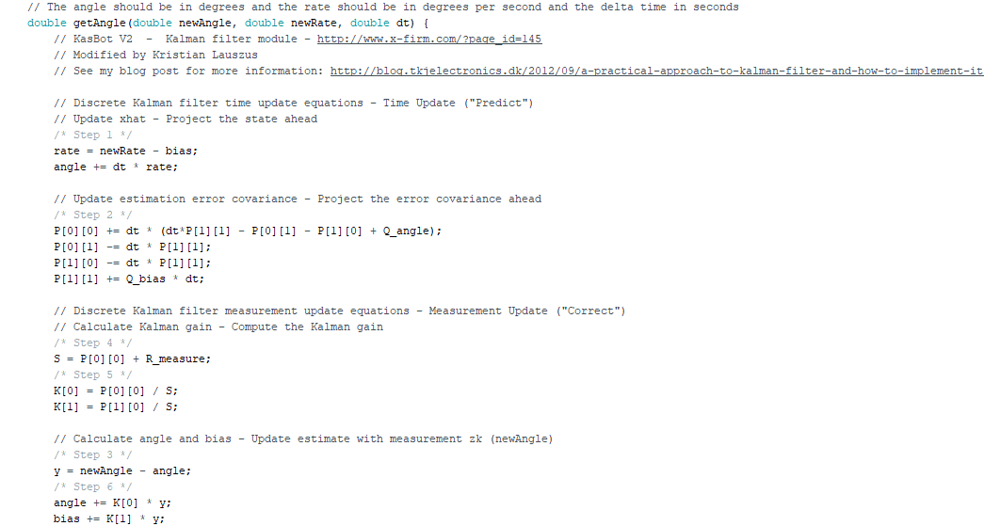 // The angle should be in degrees and the rate should be in degrees per second and the delta time in seconds
double getAngle(double newAngle, double newRate, double dt) {
// KasBot V2 - Kalman filter module - http://www.x-firm.com/?page_id=145
// Modified by Kristian Lauszus
// See my blog post for more information: http://blog.tkjelectronics.dk/2012/09/a-practical-approach-to-kalman-filter-and-how-to-implement-it
// Discrete Kalman filter time update equations - Time Update ("Predict")
// Update xhat - Project the state ahead
/* Step 1 */
rate = newRate - bias;
angle += dt * rate;
// Update estimation error covariance - Project the error covariance ahead
/* Step 2 */
P[0][0] += dt * (dt*P[1][1] - P[0][1] - P[1][0] + Q_angle);
P[0][1] -= dt * P[1][1];
P[1][0] -= dt * P[1][1];
P[1][1] += Q_bias * dt;
// Discrete Kalman filter measurement update equations - Measurement Update ("Correct")
// Calculate Kalman gain - Compute the Kalman gain
/* Step 4 */
S = P[0][0] + R_measure;
/* Step 5 */
K[0] = P[0][0] / S;
K[1] = P[1][0] / S;
// Calculate angle and bias - Update estimate with measurement zk (newAngle)
/* Step 3 */
y = newAngle - angle;
/* Step 6 */
angle += K[0] * y;
bias += K[1] * y;